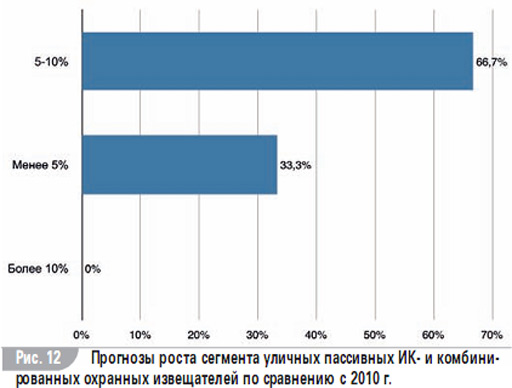 5-10%
66,7%
Менее 5%
33,3%
Более 10%
0%
0% 10% 20% 30% 40% 50% 60% 70%
Рис. 12 Прогнозы роста сегмента уличных пассивных ИК- и комбини-
рованных охранных извещателей по сравнению с 2010 г.